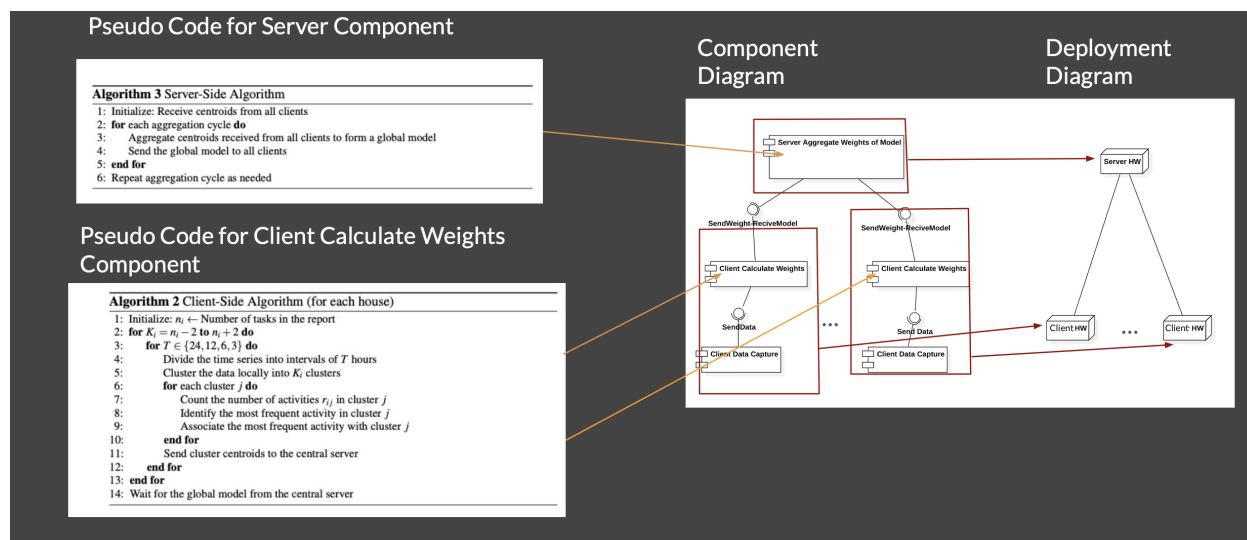 Pseudo Code for Server Component
Algorithm 3 Server-Side Algorithm
1: Initialize: Receive centroids from all clients
2: for each aggregation cycle do
3: Aggregate centroids received from all clients to form a global model
4: Send the global model to all clients
5: end for
6: Repeat aggregation cycle as needed
Pseudo Code for Client Calculate Weights
Component
Algorithm 2 Client-Side Algorithm (for each house)
1: Initialize: nᵢ ← Number of tasks in the report
2: for Kᵢ = nᵢ − 2 to nᵢ + 2 do
3: for T ∈ {24,12,6,3} do
4: Divide the time series into intervals of T hours
5: Cluster the data locally into Kᵢ clusters
6: for each cluster j do
7: Count the number of activities rᵢⱼ in cluster j
8: Identify the most frequent activity in cluster j
9: Associate the most frequent activity with cluster j
10: end for
11: Send cluster centroids to the central server
12: end for
13: end for
14: Wait for the global model from the central server
Component
Diagram
Deployment
Diagram
Server Aggregate Weights of Model
SendWeight-ReciveModel
SendWeight-ReciveModel
Client Calculate Weights
Client Calculate Weights
SendData
Send Data
...
Client Data Capture
Client Data Capture
Server HW
Client HW
...
Client HW